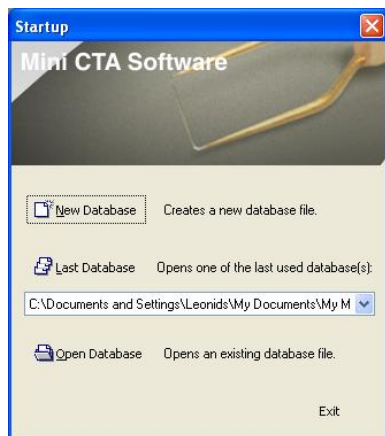 Startup
Mini CTA Software
New Database Creates a new database file.
Last Database Opens one of the last used database(s):
C:\Documents and Settings\Leonids\My Documents\My M
Open Database Opens an existing database file.
Exit